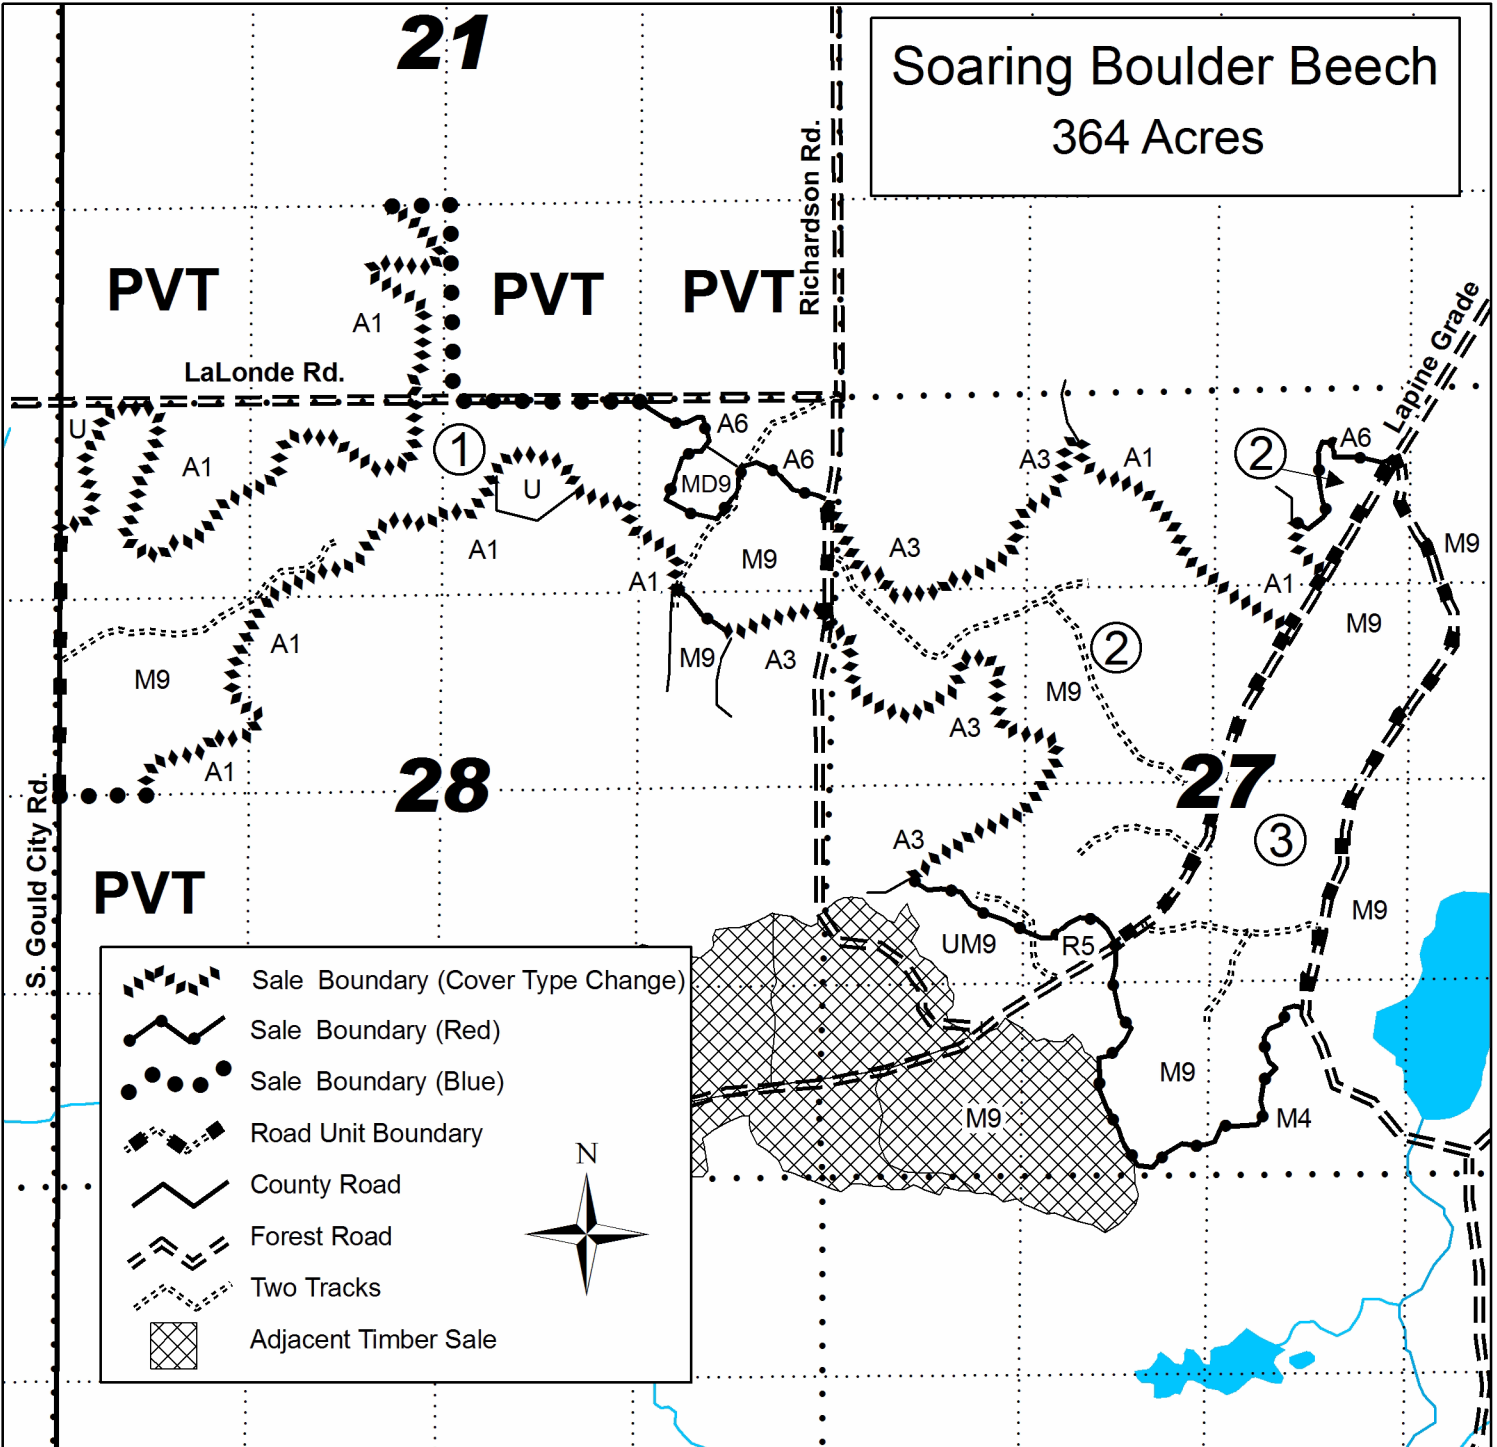 21
Soaring Boulder Beech
364 Acres
Richardson Rd.
PVT
PVT
PVT
Lapine Grade
A1
LaLonde Rd.
U
A1
1
A6
A6
MD9
U
A3
A1
2
A6
A1
M9
A3
M9
A1
A1
M9
A1
M9
M9
A3
2
M9
A3
A1
28
27
S. Gould City Rd.
A3
3
PVT
M9
UM9
R5
M9
M9
M4
Sale Boundary (Cover Type Change)
Sale Boundary (Red)
Sale Boundary (Blue)
Road Unit Boundary
County Road
Forest Road
Two Tracks
Adjacent Timber Sale
N